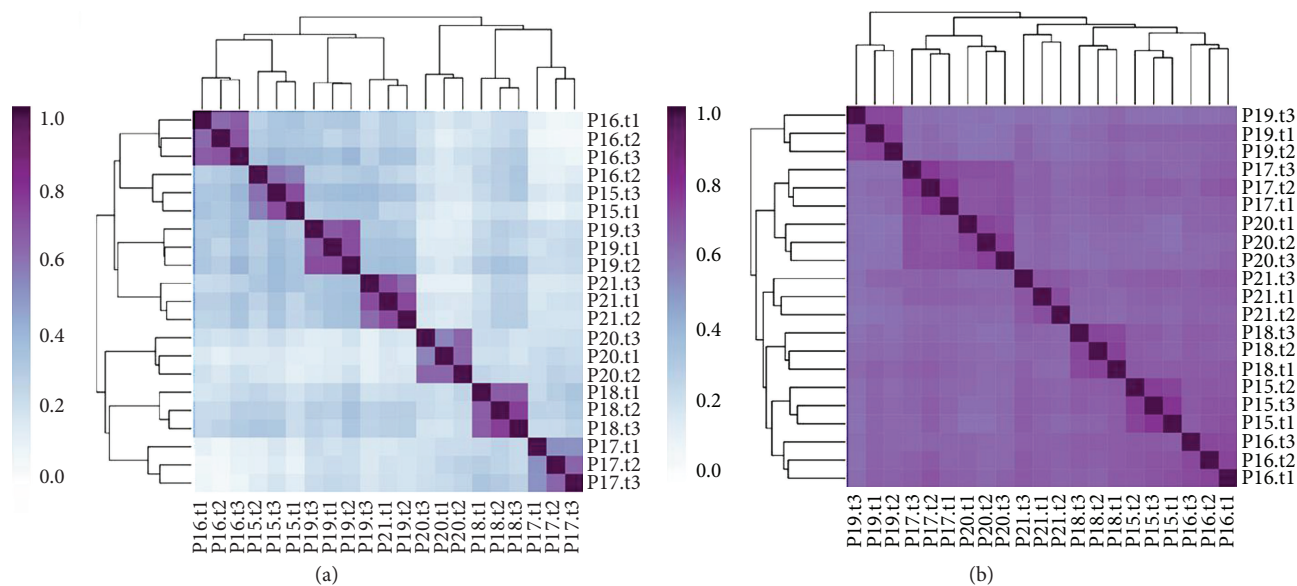 1.0
0.8
0.6
0.4
0.2
0.0
P16.t1
P16.t2
P16.t3
P16.t2
P15.t3
P15.t1
P19.t3
P19.t1
P19.t2
P21.t3
P21.t1
P21.t2
P20.t3
P20.t1
P20.t2
P18.t1
P18.t2
P18.t3
P17.t1
P17.t2
P17.t3
P16.t1
P16.t2
P16.t3
P15.t2
P15.t3
P15.t1
P19.t3
P19.t1
P19.t2
P19.t3
P21.t1
P19.t2
P20.t3
P20.t1
P20.t2
P18.t1
P18.t2
P18.t3
P17.t1
P17.t2
P17.t3
(a)
1.0
0.8
0.6
0.4
0.2
0.0
P19.t3
P19.t1
P19.t2
P17.t3
P17.t2
P17.t1
P20.t1
P20.t2
P20.t3
P21.t3
P21.t1
P21.t2
P18.t3
P18.t2
P18.t1
P15.t2
P15.t3
P15.t1
P16.t3
P16.t2
P16.t1
P19.t3
P19.t1
P19.t2
P17.t3
P17.t2
P17.t1
P20.t1
P20.t2
P20.t3
P21.t3
P21.t1
P21.t2
P18.t3
P18.t2
P18.t1
P15.t2
P15.t3
P15.t1
P16.t3
P16.t2
P16.t1
(b)